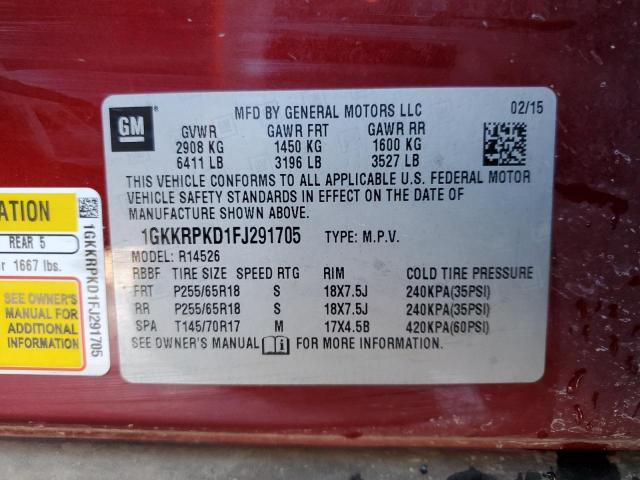 GM
MFD BY GENERAL MOTORS LLC 02/15
GVWR GAWR FRT GAWR RR
2908 KG 1450 KG 1600 KG
6411 LB 3196 LB 3527 LB
THIS VEHICLE CONFORMS TO ALL APPLICABLE U.S. FEDERAL MOTOR
VEHICLE SAFETY STANDARDS IN EFFECT ON THE DATE OF
MANUFACTURE SHOWN ABOVE.
1GKKRPKD1FJ291705 TYPE: M.P.V.
MODEL: R14526
RBBF TIRE SIZE SPEED RTG RIM COLD TIRE PRESSURE
FRT P255/65R18 S 18X7.5J 240KPA(35PSI)
RR P255/65R18 S 18X7.5J 240KPA(35PSI)
SPA T145/70R17 M 17X4.5B 420KPA(60PSI)
SEE OWNER'S MANUAL FOR MORE INFORMATION.
ATION
REAR 5
r 1667 lbs.
SEE OWNER'S
MANUAL FOR
ADDITIONAL
INFORMATION
1GKKRPKD1FJ291705